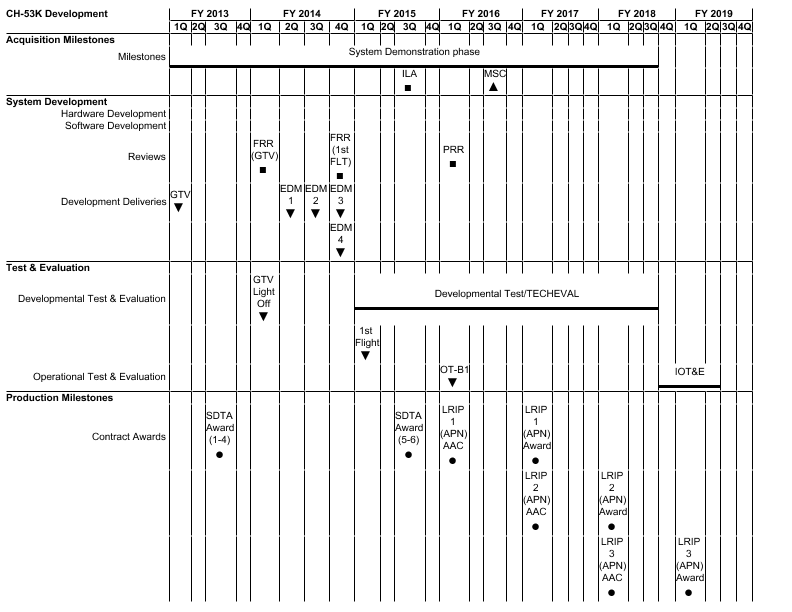 CH-53K Development FY 2013 FY 2014 FY 2015 FY 2016 FY 2017 FY 2018 FY 2019
1Q 2Q 3Q 4Q 1Q 2Q 3Q 4Q 1Q 2Q 3Q 4Q 1Q 2Q 3Q 4Q 1Q 2Q 3Q 4Q 1Q 2Q 3Q 4Q 1Q 2Q 3Q 4Q
Acquisition Milestones
System Demonstration phase
Milestones
ILA MSC
System Development
Hardware Development
Software Development
Reviews
FRR
(GTV)
FRR
(1st
FLT)
PRR
Development Deliveries
GTV
EDM
1
EDM
2
EDM
3
EDM
4
Test & Evaluation
Developmental Test & Evaluation
GTV
Light
Off
Developmental Test/TECHEVAL
1st
Flight
Operational Test & Evaluation
OT-B1
IOT&E
Production Milestones
Contract Awards
SDTA
Award
(1-4)
SDTA
Award
(5-6)
LRIP
1
(APN)
AAC
LRIP
1
(APN)
Award
LRIP
2
(APN)
AAC
LRIP
2
(APN)
Award
LRIP
3
(APN)
AAC
LRIP
3
(APN)
Award